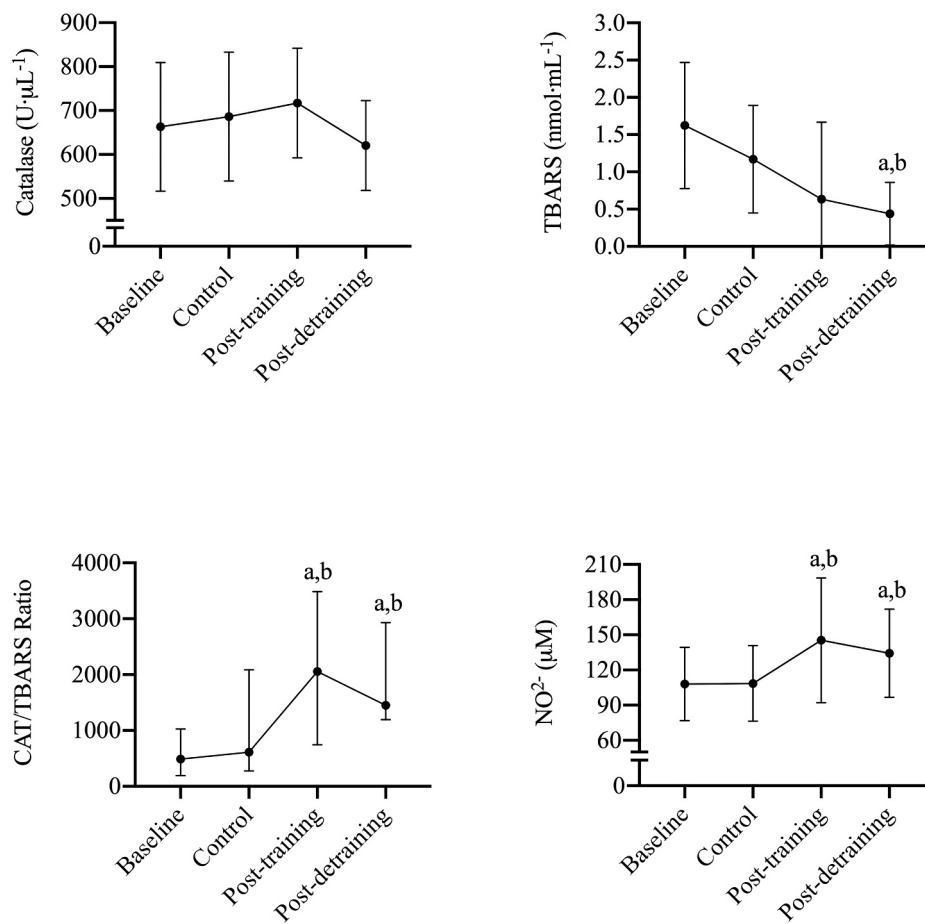 Catalase (U·µL⁻¹)
900
800
700
600
500
0
Baseline
Control
Post-training
Post-detraining
TBARS (nmol·mL⁻¹)
3.0
2.5
2.0
1.5
1.0
0.5
0.0
a,b
Baseline
Control
Post-training
Post-detraining
CAT/TBARS Ratio
4000
3000
2000
1000
0
a,b
a,b
Baseline
Control
Post-training
Post-detraining
NO²⁻ (µM)
210
180
150
120
90
60
0
a,b
a,b
Baseline
Control
Post-training
Post-detraining